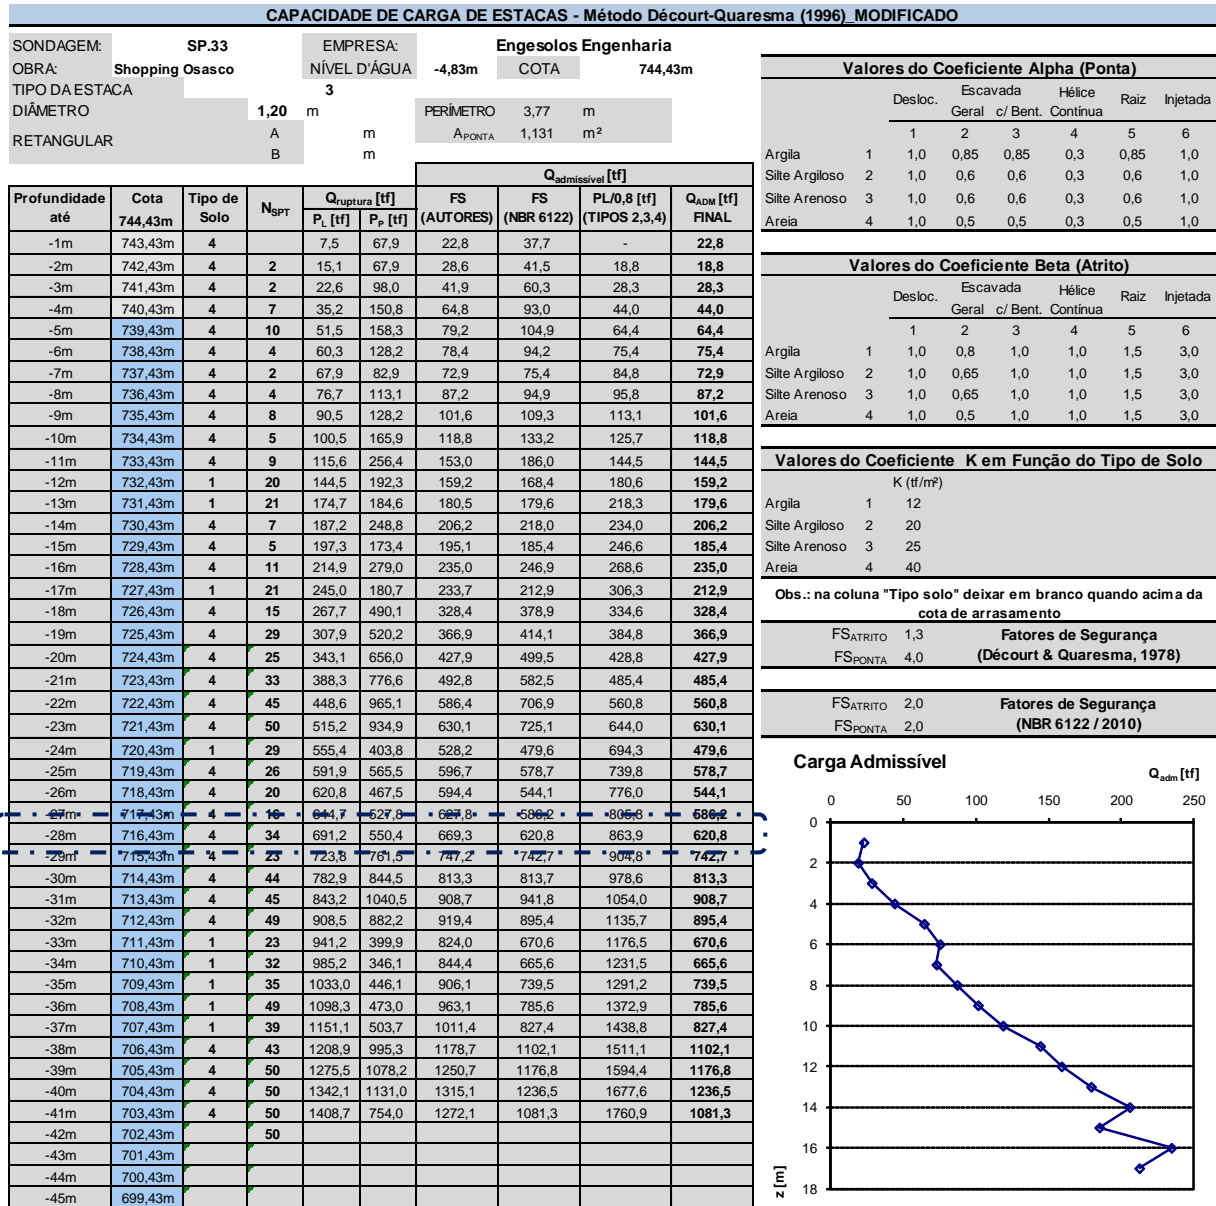 CAPACIDADE DE CARGA DE ESTACAS - Método Décourt-Quaresma (1996)_MODIFICADO
SONDAGEM: SP.33 EMPRESA: Engesolos Engenharia
OBRA: Shopping Osasco NÍVEL D'ÁGUA -4,83m COTA 744,43m
TIPO DA ESTACA 3
DIÂMETRO 1,20 m PERÍMETRO 3,77 m
RETANGULAR A m A PONTA 1,131 m²
B m
Qadmissível [tf]
Profundidade até Cota 744,43m Tipo de Solo NSPT Qruptura [tf] PL [tf] PP [tf] FS (AUTORES) FS (NBR 6122) PL/0,8 [tf] (TIPOS 2,3,4) QADM [tf] FINAL
-1m 743,43m 4 7,5 67,9 22,8 37,7 - 22,8
-2m 742,43m 4 2 15,1 67,9 28,6 41,5 18,8 18,8
-3m 741,43m 4 2 22,6 98,0 41,9 60,3 28,3 28,3
-4m 740,43m 4 7 35,2 150,8 64,8 93,0 44,0 44,0
-5m 739,43m 4 10 51,5 158,3 79,2 104,9 64,4 64,4
-6m 738,43m 4 4 60,3 128,2 78,4 94,2 75,4 75,4
-7m 737,43m 4 2 67,9 82,9 72,9 75,4 84,8 72,9
-8m 736,43m 4 4 76,7 113,1 87,2 94,9 95,8 87,2
-9m 735,43m 4 8 90,5 128,2 101,6 109,3 113,1 101,6
-10m 734,43m 4 5 100,5 165,9 118,8 133,2 125,7 118,8
-11m 733,43m 4 9 115,6 256,4 153,0 186,0 144,5 144,5
-12m 732,43m 1 20 144,5 192,3 159,2 168,4 180,6 159,2
-13m 731,43m 1 21 174,7 184,6 180,5 179,6 218,3 179,6
-14m 730,43m 4 7 187,2 248,8 206,2 218,0 234,0 206,2
-15m 729,43m 4 5 197,3 173,4 195,1 185,4 246,6 185,4
-16m 728,43m 4 11 214,9 279,0 235,0 246,9 268,6 235,0
-17m 727,43m 1 21 245,0 180,7 233,7 212,9 306,3 212,9
-18m 726,43m 4 15 267,7 490,1 328,4 378,9 334,6 328,4
-19m 725,43m 4 29 307,9 520,2 366,9 414,1 384,8 366,9
-20m 724,43m 4 25 343,1 656,0 427,9 499,5 428,8 427,9
-21m 723,43m 4 33 388,3 776,6 492,8 582,5 485,4 485,4
-22m 722,43m 4 45 448,6 965,1 586,4 706,9 560,8 560,8
-23m 721,43m 4 50 515,2 934,9 630,1 725,1 644,0 630,1
-24m 720,43m 1 29 555,4 403,8 528,2 479,6 694,3 479,6
-25m 719,43m 4 26 591,9 565,5 596,7 578,7 739,8 578,7
-26m 718,43m 4 20 620,8 467,5 594,4 544,1 776,0 544,1
-27m 717,43m 4 16 644,7 527,8 627,8 586,2 805,8 586,2
-28m 716,43m 4 34 691,2 550,4 669,3 620,8 863,9 620,8
-29m 715,43m 4 23 723,8 761,5 747,2 742,7 904,8 742,7
-30m 714,43m 4 44 782,9 844,5 813,3 813,7 978,6 813,3
-31m 713,43m 4 45 843,2 1040,5 908,7 941,8 1054,0 908,7
-32m 712,43m 4 49 908,5 882,2 919,4 895,4 1135,7 895,4
-33m 711,43m 1 23 941,2 399,9 824,0 670,6 1176,5 670,6
-34m 710,43m 1 32 985,2 346,1 844,4 665,6 1231,5 665,6
-35m 709,43m 1 35 1033,0 446,1 906,1 739,5 1291,2 739,5
-36m 708,43m 1 49 1098,3 473,0 963,1 785,6 1372,9 785,6
-37m 707,43m 1 39 1151,1 503,7 1011,4 827,4 1438,8 827,4
-38m 706,43m 4 43 1208,9 995,3 1178,7 1102,1 1511,1 1102,1
-39m 705,43m 4 50 1275,5 1078,2 1250,7 1176,8 1594,4 1176,8
-40m 704,43m 4 50 1342,1 1131,0 1315,1 1236,5 1677,6 1236,5
-41m 703,43m 4 50 1408,7 754,0 1272,1 1081,3 1760,9 1081,3
-42m 702,43m 50
-43m 701,43m
-44m 700,43m
-45m 699,43m
Valores do Coeficiente Alpha (Ponta)
Desloc. Escavada Hélice Raiz Injetada
Geral c/ Bent. Contínua
1 2 3 4 5 6
Argila 1 1,0 0,85 0,85 0,3 0,85 1,0
Silte Argiloso 2 1,0 0,6 0,6 0,3 0,6 1,0
Silte Arenoso 3 1,0 0,6 0,6 0,3 0,6 1,0
Areia 4 1,0 0,5 0,5 0,3 0,5 1,0
Valores do Coeficiente Beta (Atrito)
Desloc. Escavada Hélice Raiz Injetada
Geral c/ Bent. Contínua
1 2 3 4 5 6
Argila 1 1,0 0,8 1,0 1,0 1,5 3,0
Silte Argiloso 2 1,0 0,65 1,0 1,0 1,5 3,0
Silte Arenoso 3 1,0 0,65 1,0 1,0 1,5 3,0
Areia 4 1,0 0,5 1,0 1,0 1,5 3,0
Valores do Coeficiente K em Função do Tipo de Solo
K (tf/m²)
Argila 1 12
Silte Argiloso 2 20
Silte Arenoso 3 25
Areia 4 40
Obs.: na coluna "Tipo solo" deixar em branco quando acima da
cota de arrasamento
FSATRITO 1,3 Fatores de Segurança
FSPONTA 4,0 (Décourt & Quaresma, 1978)
FSATRITO 2,0 Fatores de Segurança
FSPONTA 2,0 (NBR 6122 / 2010)
Carga Admissível
Qadm [tf]
0 50 100 150 200 250
0
2
4
6
8
10
12
14
16
18
z [m]